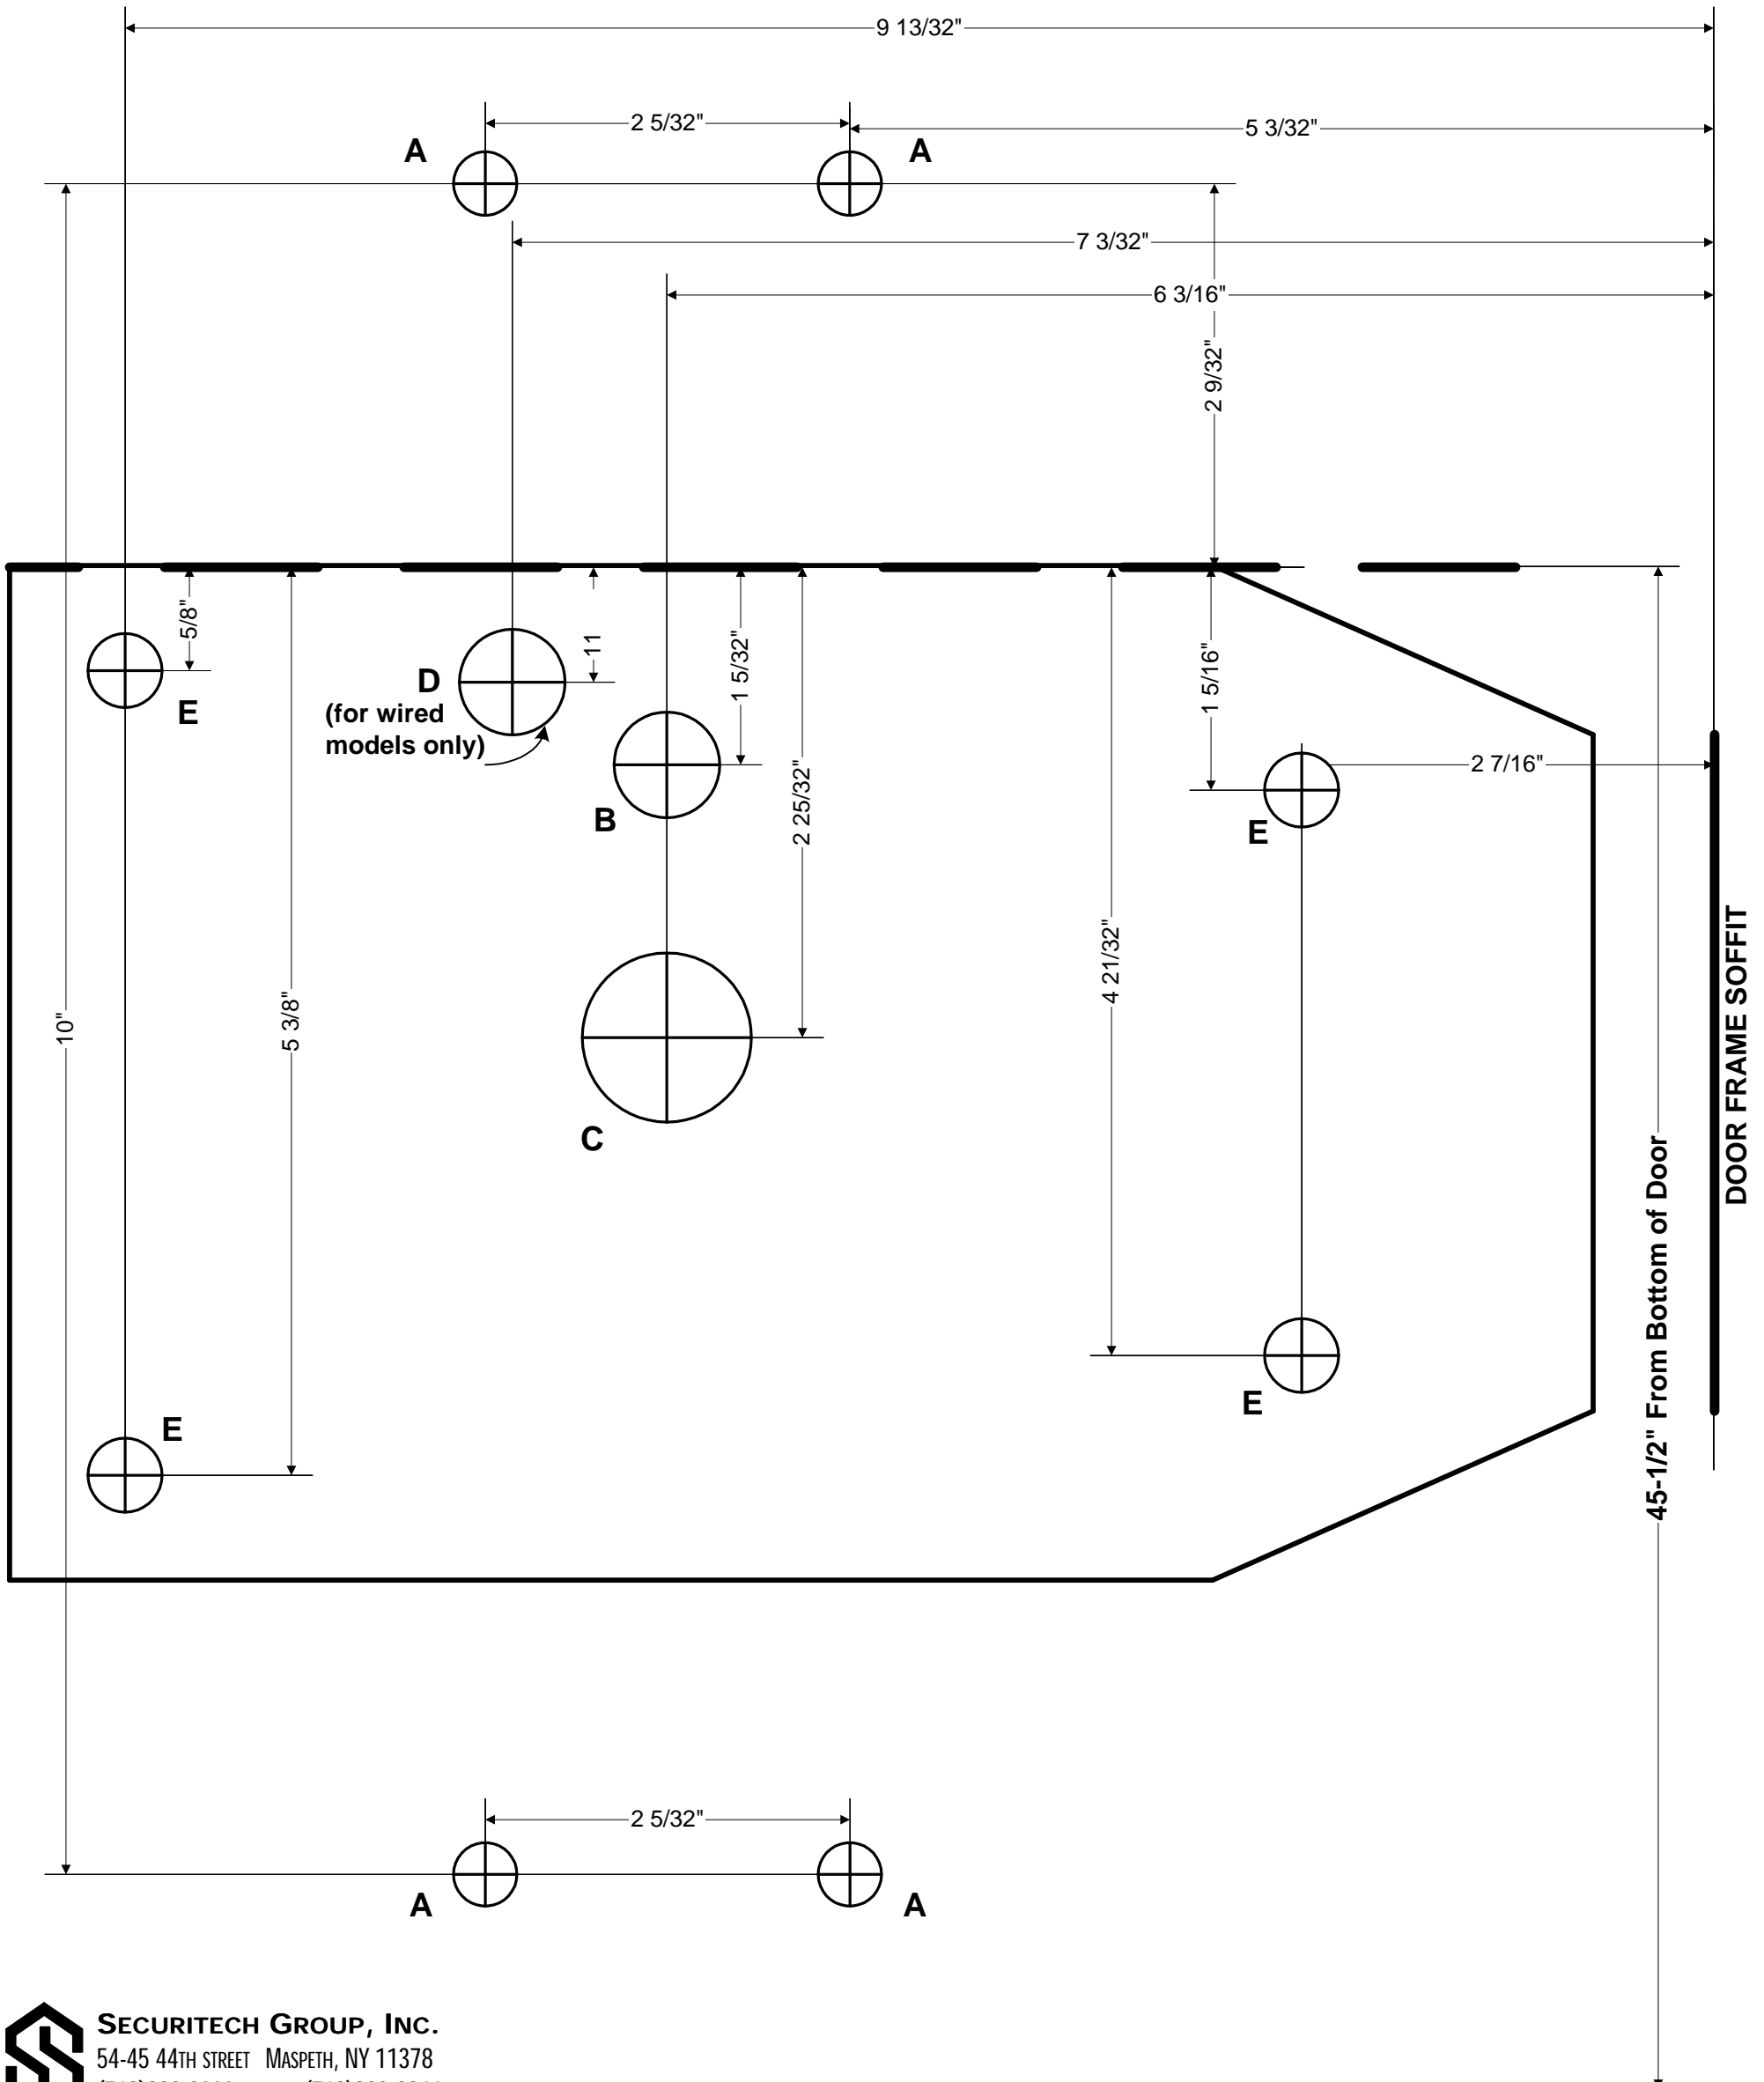 9 13/32"
2 5/32"
5 3/32"
A
A
7 3/32"
6 3/16"
2 9/32"
5/8"
11
1 5/32"
1 5/16"
D
(for wired
models only)
E
2 7/16"
2 25/32"
B
E
4 21/32"
DOOR FRAME SOFFIT
10"
5 3/8"
C
45-1/2" From Bottom of Door
E
E
2 5/32"
A
A
SECURITECH GROUP, INC.
54-45 44TH STREET MASPETH, NY 11378